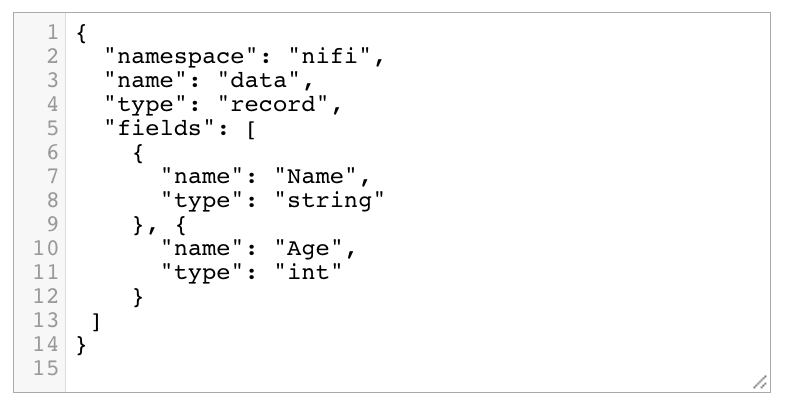 1 {
2   "namespace": "nifi",
3   "name": "data",
4   "type": "record",
5   "fields": [
6     {
7       "name": "Name",
8       "type": "string"
9     }, {
10       "name": "Age",
11       "type": "int"
12     }
13  ]
14 }
15